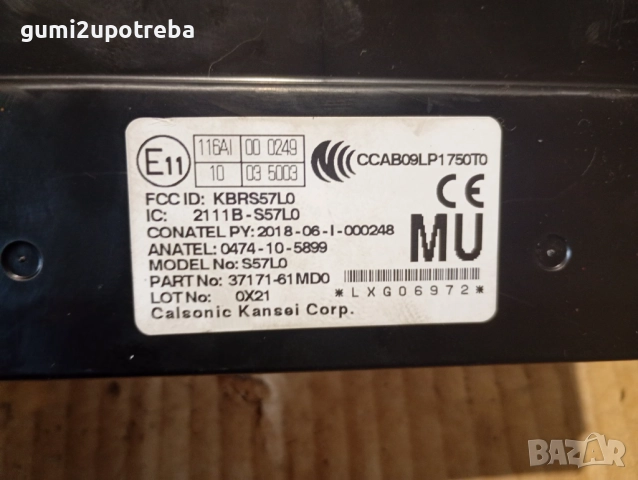 gumi2upotreba
E11
116AI 00 0249
10 03 5003
CCAB09LP1750T0
FCC ID: KBRS57L0
IC: 2111B-S57L0
CONATEL PY: 2018-06-I-000248
ANATEL: 0474-10-5899
MODEL No: S57L0
PART No: 37171-61MD0
LOT No: 0X21
Calsonic Kansei Corp.
CE
MU
*LXG06972*
BAZAR